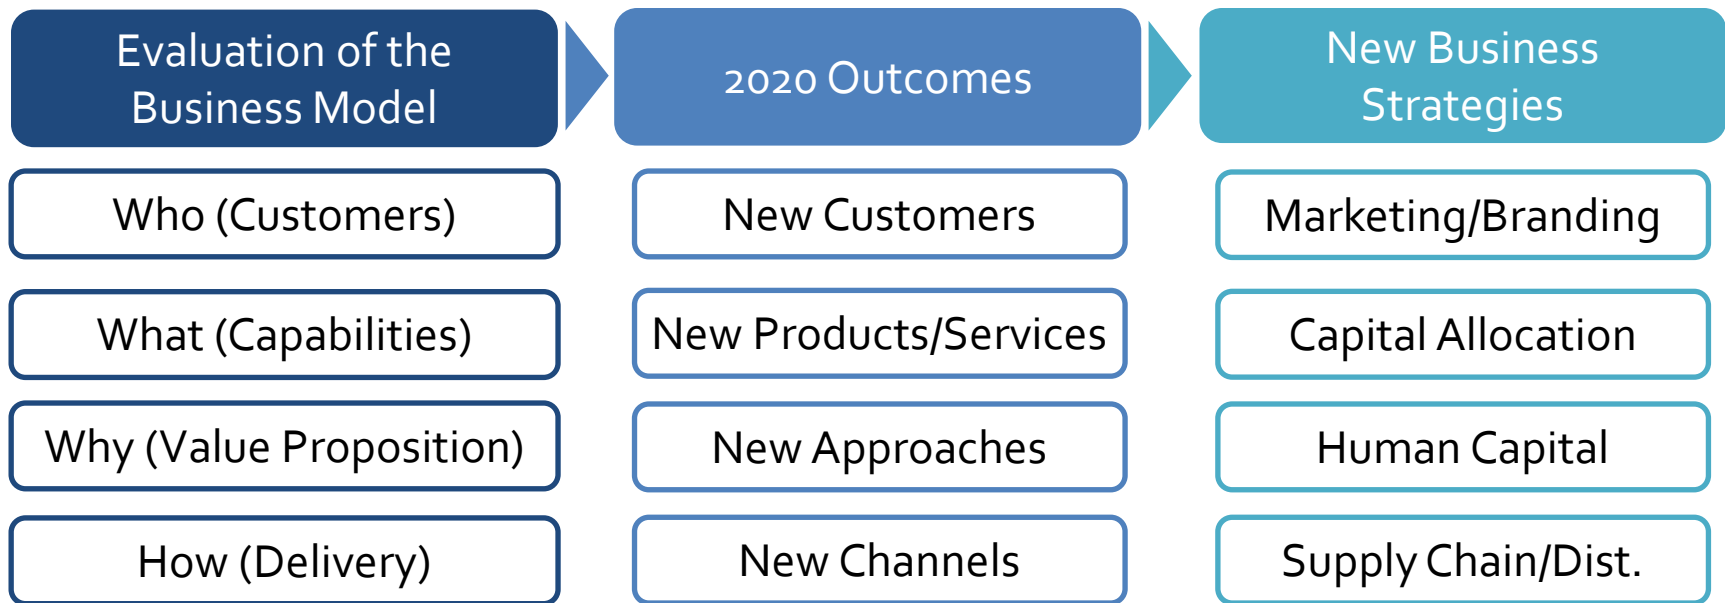 Evaluation of the
Business Model
2020 Outcomes
New Business
Strategies
Who (Customers)
New Customers
Marketing/Branding
What (Capabilities)
New Products/Services
Capital Allocation
Why (Value Proposition)
New Approaches
Human Capital
How (Delivery)
New Channels
Supply Chain/Dist.